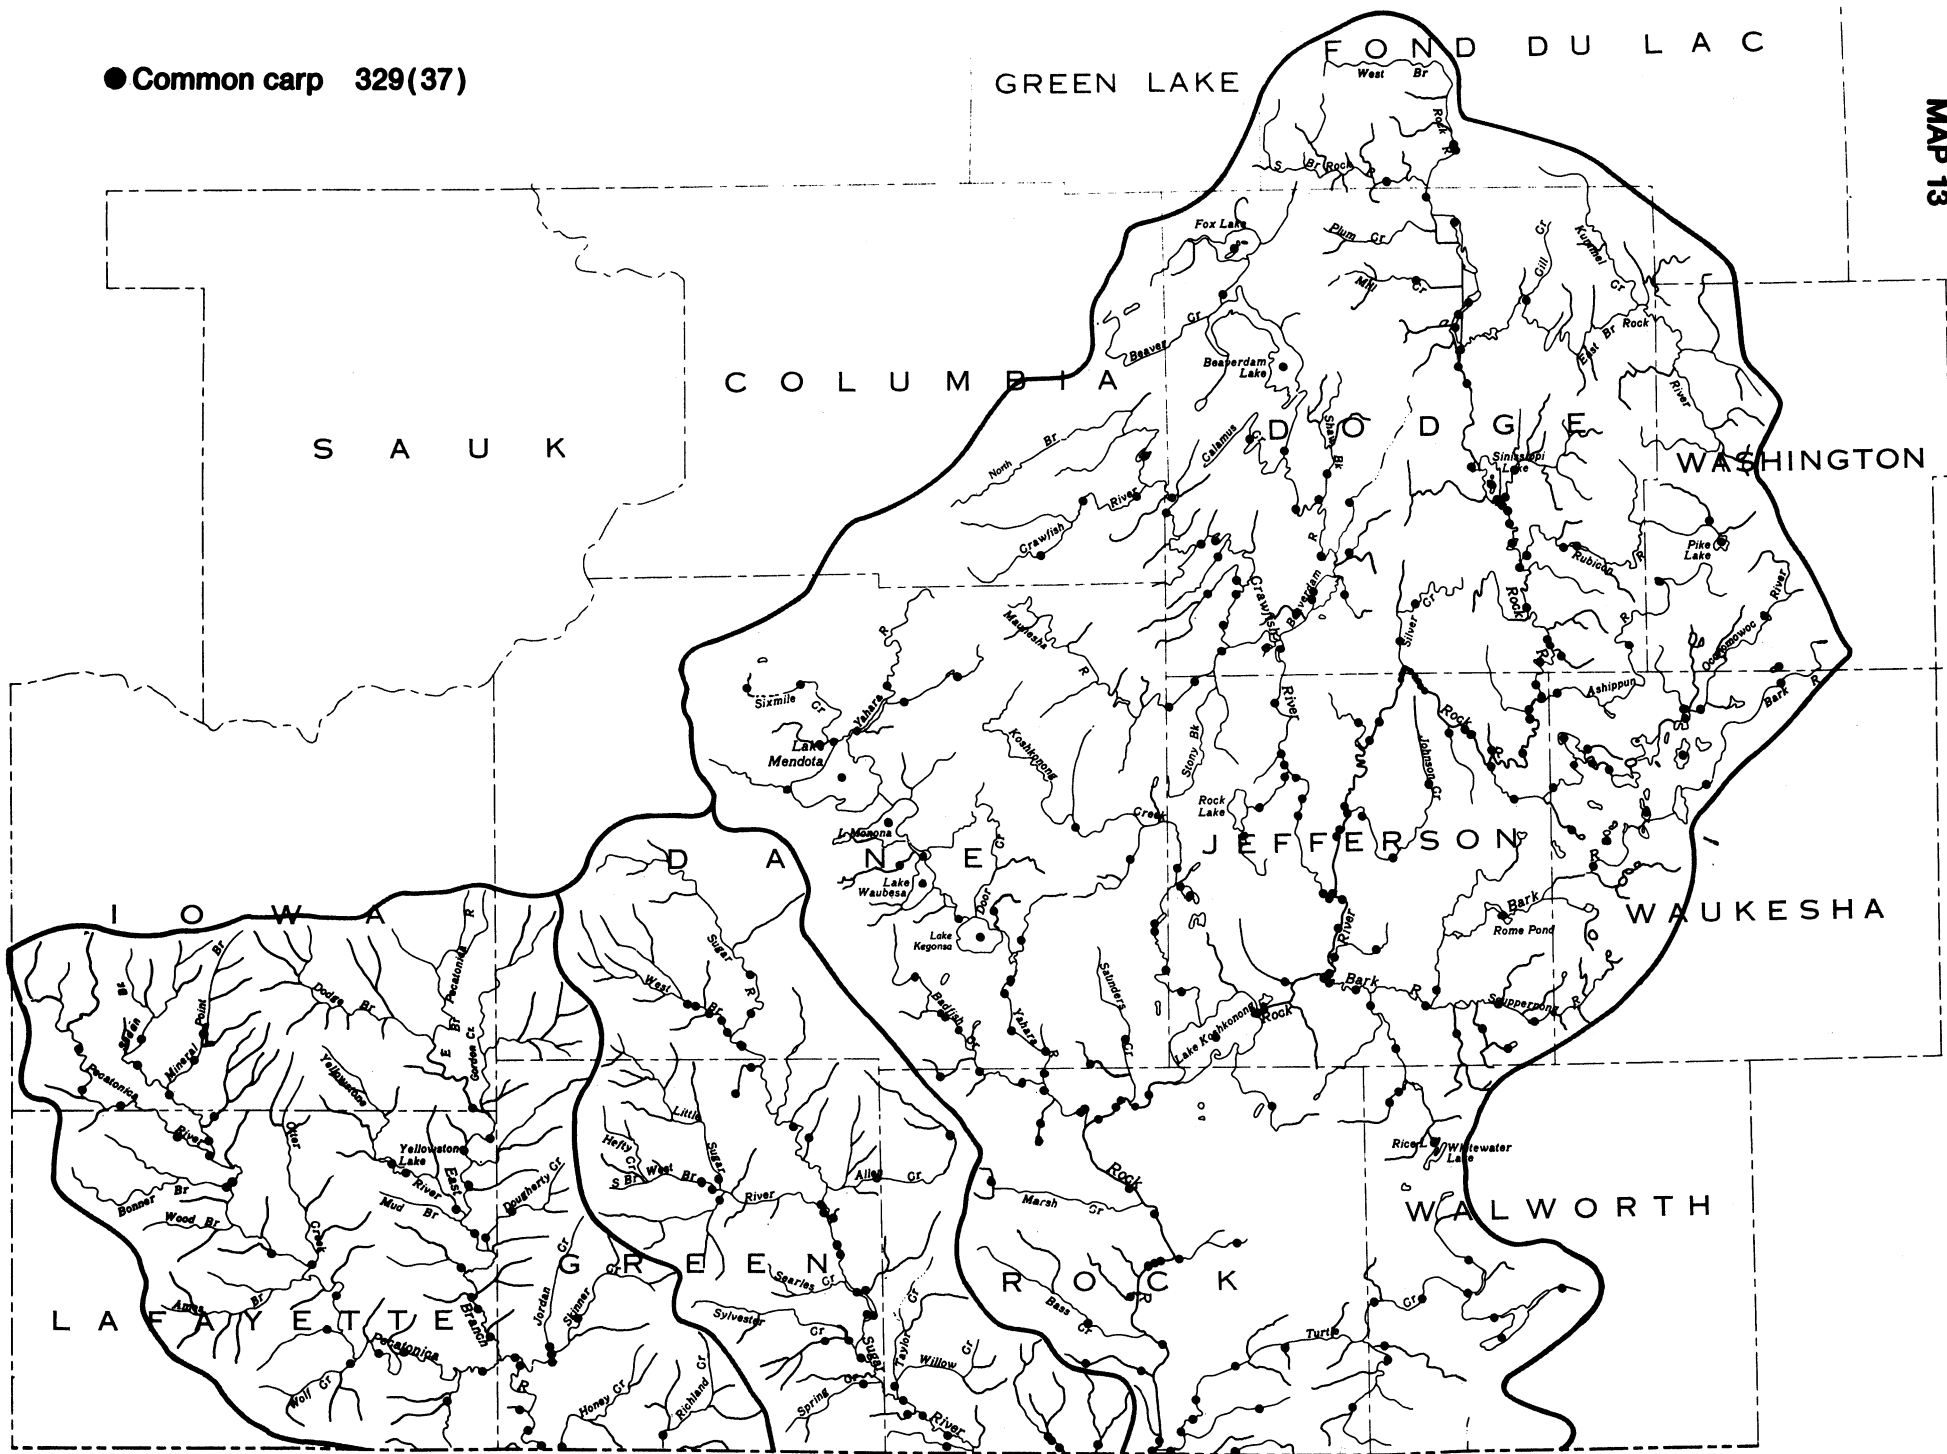 Common carp 329(37)
MAP 13
FOND DU LAC
GREEN LAKE
West Br
Rock
R
S Br Rock R
Fox Lake
Plum Cr
Mill Cr
Gill Cr
Kummel Cr
East Br Rock
River
Beaver Cr
Beaverdam
Lake
COLUMBIA
SAUK
DODGE
WASHINGTON
North Br
Calamus Cr
Shaw Bk
Sinissippi
Lake
Crawfish River
Pike
Lake
Rubicon R
Crawfish
Beaverdam R
Rock
R
Silver Cr
Maunesha
R
River
Oconomowoc River
Ashippun
R
Bark R
Sixmile Cr
Yahara
R
Lake
Mendota
Koshkonong
Creek
Stony Bk
River
Rock
R
Johnson Cr
Rock
Lake
JEFFERSON
L Monona
DANE
Lake
Waubesa
Door
Cr
Lake
Kegonsa
Bark
R
Rome Pond
WAUKESHA
River
IOWA
Pecatonica
R
Br
E
Gordon Cr
Dodge Br
Mineral Point Br
Pecatonica
River
Yellowstone
Otter
Creek
Sugar
R
West Br
Badfish Cr
Yahara
R
Saunders
Cr
Lake Koshkonong
Rock
Bark R
Scuppernong R
Little
Sugar
Hefty Cr
S Br
West Br
River
Allen Cr
Yellowstone
Lake
River
East
Mud Br
Dougherty Cr
Bonner Br
Wood Br
Rice L
Whitewater
Lake
Rock
Marsh Cr
WALWORTH
GREEN
Searles Cr
ROCK
R
Ames Br
LAFAYETTE
Branch
Jordan
Cr
Skinner
Cr
Sylvester
Cr
Sugar
Taylor
Cr
Bass
Cr
Turtle
Cr
Pecatonica
R
Wolf Cr
Honey Cr
Richland Cr
Spring Cr
Willow Cr
River